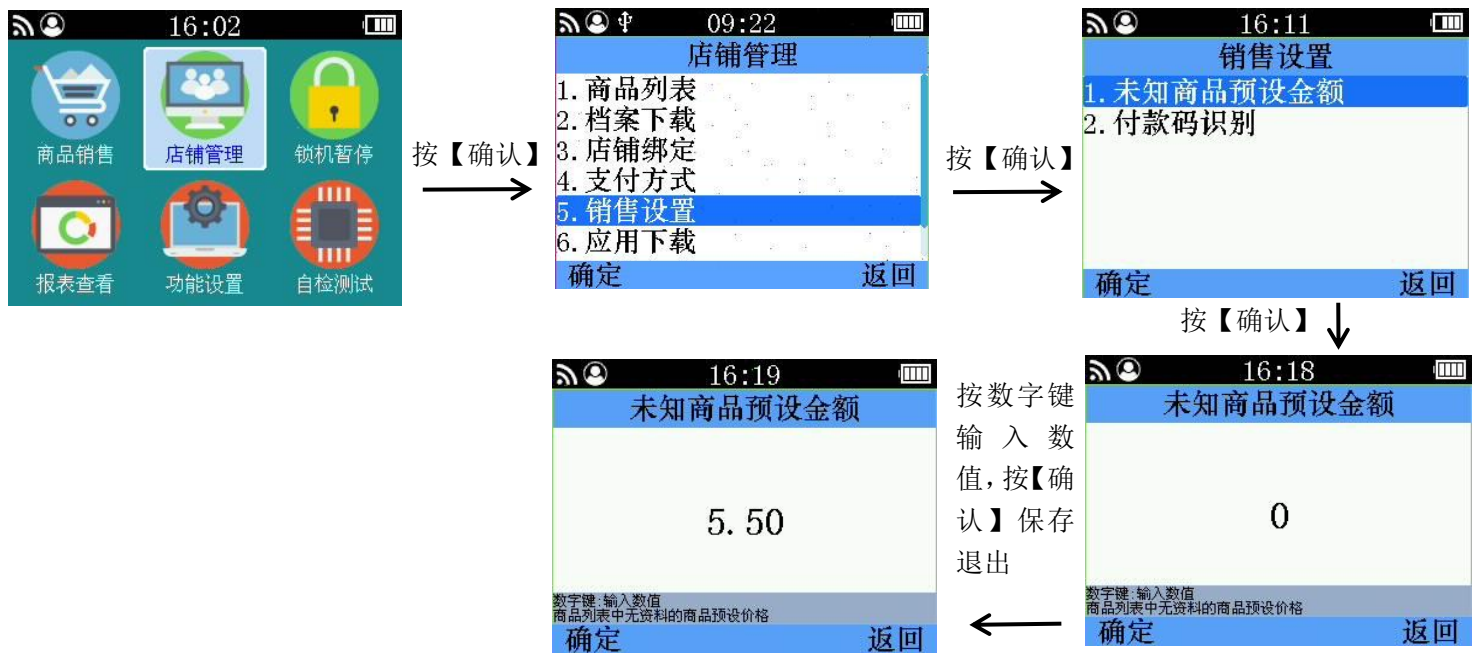 16:02
商品销售
店铺管理
锁机暂停
报表查看
功能设置
自检测试
按【确认】
09:22
店铺管理
1.商品列表
2.档案下载
3.店铺绑定
4.支付方式
5.销售设置
6.应用下载
确定 返回
按【确认】
16:11
销售设置
1.未知商品预设金额
2.付款码识别
确定 返回
按【确认】
16:18
未知商品预设金额
0
数字键:输入数值
商品列表中无资料的商品预设价格
确定 返回
按数字键
输入数
值,按【确
认】保存
退出
16:19
未知商品预设金额
5.50
数字键:输入数值
商品列表中无资料的商品预设价格
确定 返回